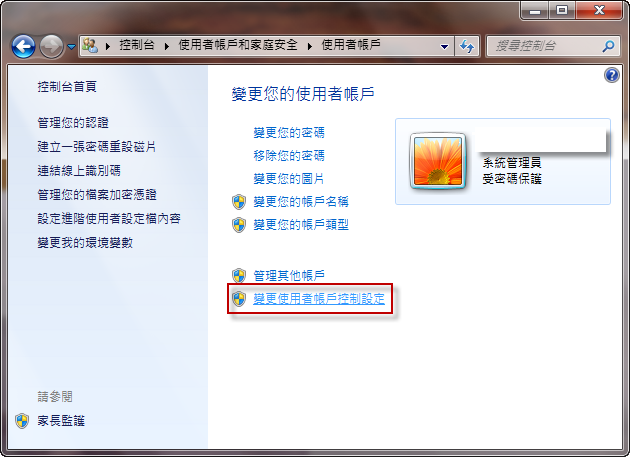 控制台 ▸ 使用者帳戶和家庭安全 ▸ 使用者帳戶
搜尋控制台
控制台首頁
管理您的認證
建立一張密碼重設磁片
連結線上識別碼
管理您的檔案加密憑證
設定進階使用者設定檔內容
變更我的環境變數
請參閱
家長監護
變更您的使用者帳戶
變更您的密碼
移除您的密碼
變更您的圖片
變更您的帳戶名稱
變更您的帳戶類型
管理其他帳戶
變更使用者帳戶控制設定
系統管理員
受密碼保護